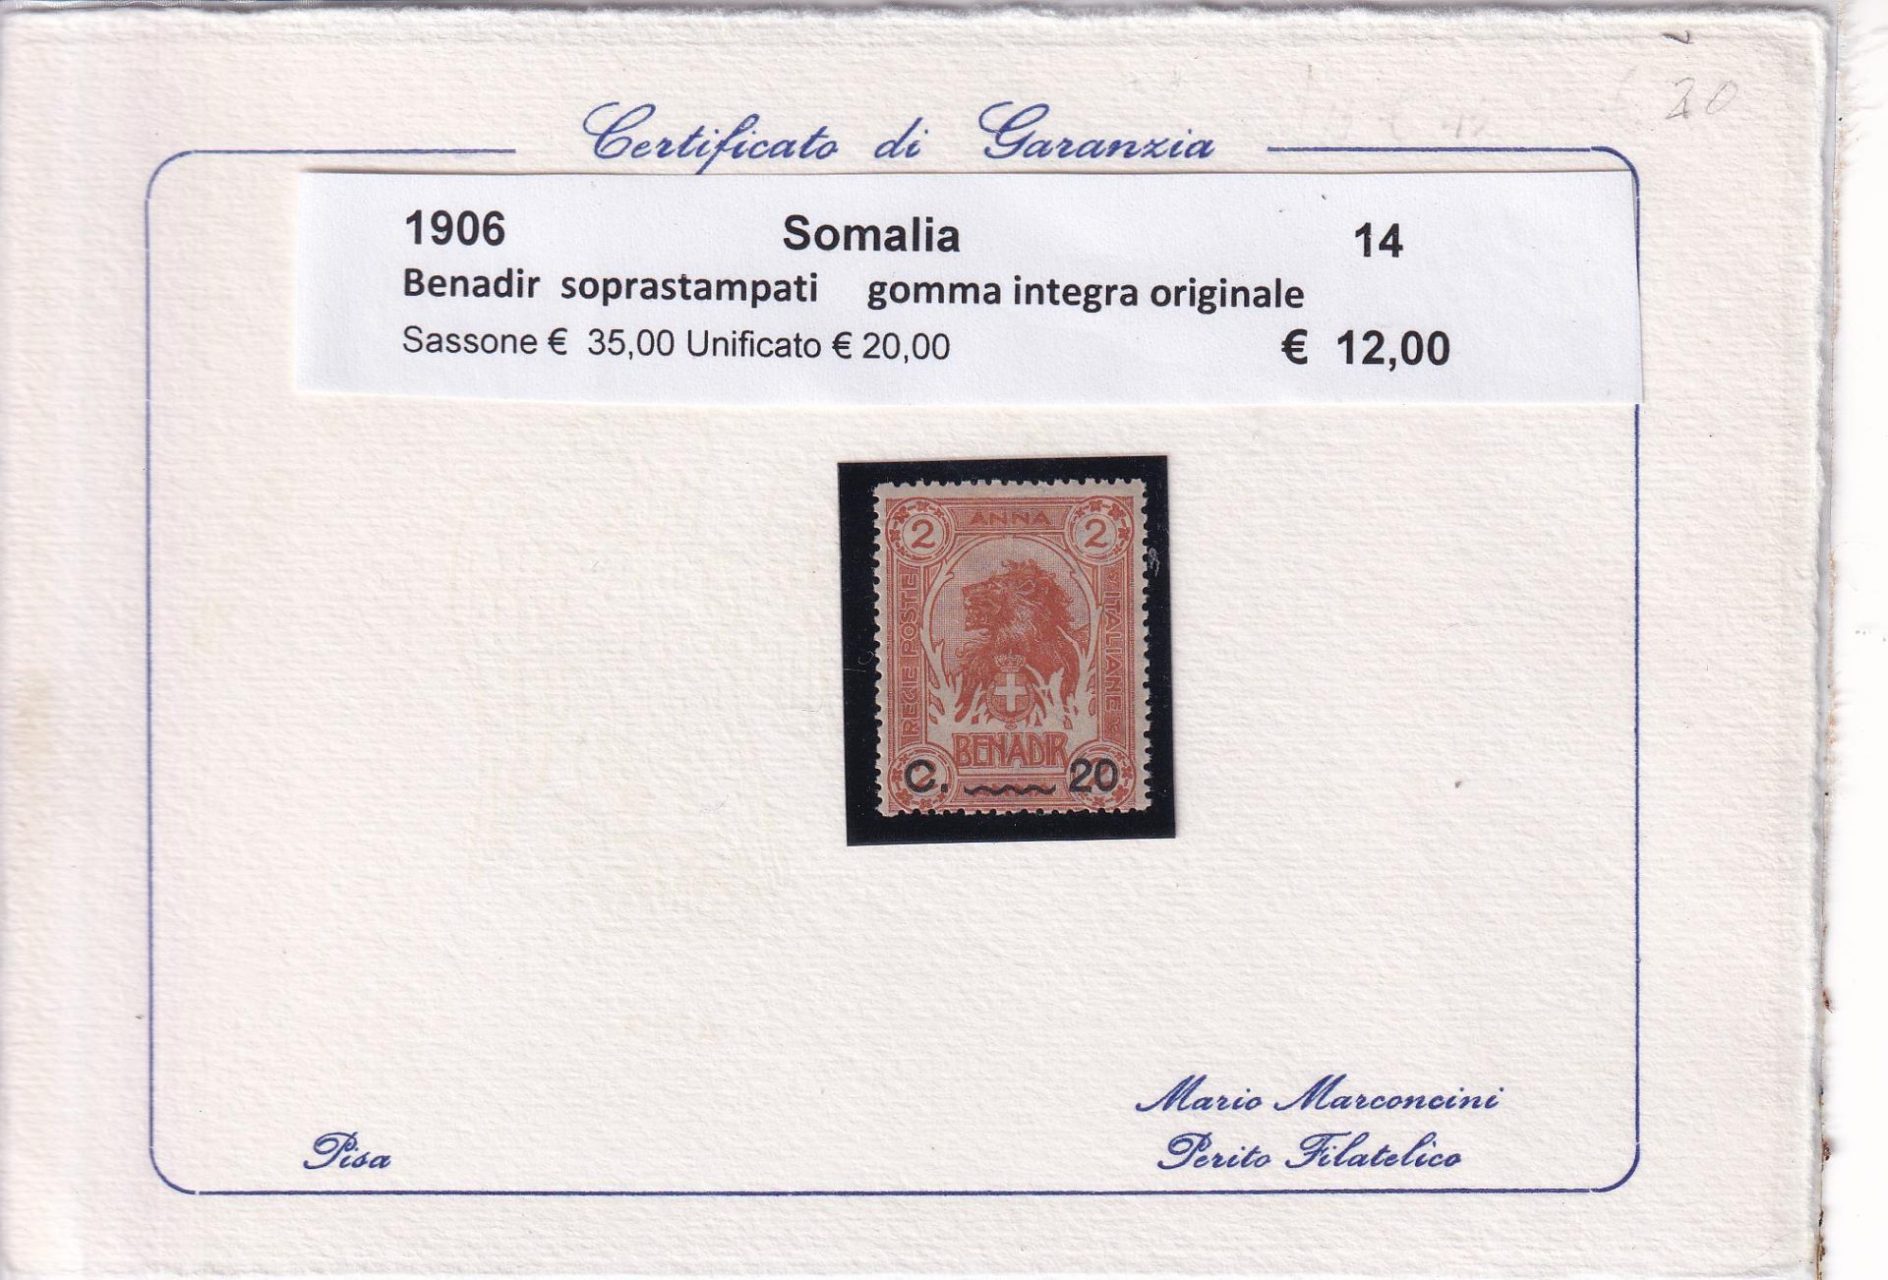 20
Certificato di Garanzia
1906 Somalia 14
Benadir soprastampati gomma integra originale
Sassone € 35,00 Unificato € 20,00 € 12,00
2 ANNA 2
REGIE POSTE
ITALIANE
BENADIR
C. 20
Mario Marconcini
Pisa
Perito Filatelico